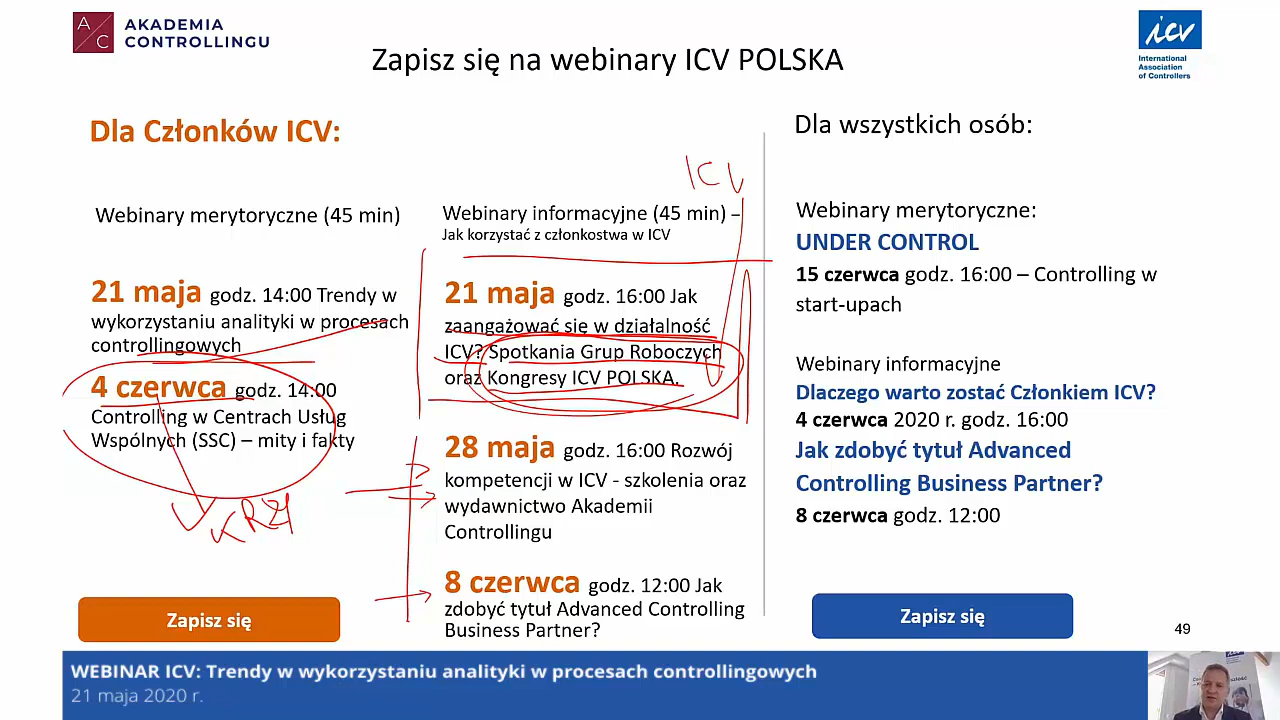 AKADEMIA
CONTROLLINGU
A
C
icv
International
Association
of Controllers
Zapisz się na webinary ICV POLSKA
Dla Członków ICV:
Webinary merytoryczne (45 min)
21 maja godz. 14:00 Trendy w
wykorzystaniu analityki w procesach
controllingowych
4 czerwca godz. 14:00
Controlling w Centrach Usług
Wspólnych (SSC) – mity i fakty
Zapisz się
ICV
Webinary informacyjne (45 min) –
Jak korzystać z członkostwa w ICV
21 maja godz. 16:00 Jak
zaangażować się w działalność
ICV? Spotkania Grup Roboczych
oraz Kongresy ICV POLSKA.
28 maja godz. 16:00 Rozwój
kompetencji w ICV - szkolenia oraz
wydawnictwo Akademii
Controllingu
8 czerwca godz. 12:00 Jak
zdobyć tytuł Advanced Controlling
Business Partner?
Dla wszystkich osób:
Webinary merytoryczne:
UNDER CONTROL
15 czerwca godz. 16:00 – Controlling w
start-upach
Webinary informacyjne
Dlaczego warto zostać Członkiem ICV?
4 czerwca 2020 r. godz. 16:00
Jak zdobyć tytuł Advanced
Controlling Business Partner?
8 czerwca godz. 12:00
Zapisz się
49
WEBINAR ICV: Trendy w wykorzystaniu analityki w procesach controllingowych
21 maja 2020 r.